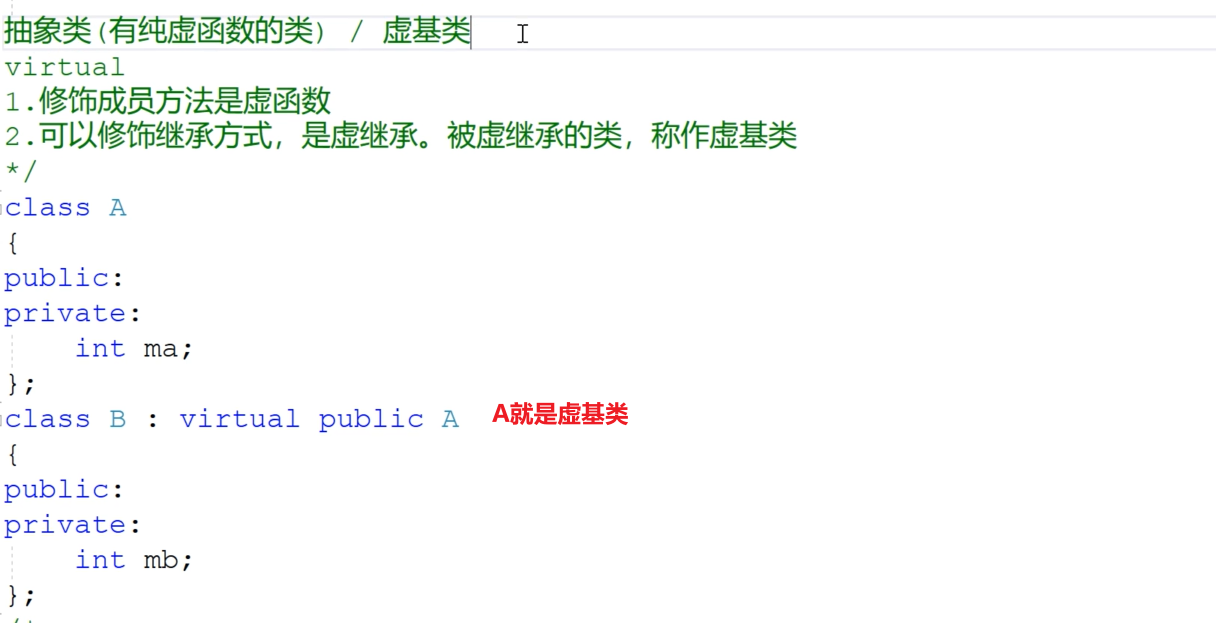 抽象类(有纯虚函数的类) / 虚基类
virtual
1.修饰成员方法是虚函数
2.可以修饰继承方式，是虚继承。被虚继承的类，称作虚基类
*/
class A
{
public:
private:
    int ma;
};
class B : virtual public A A就是虚基类
{
public:
private:
    int mb;
};